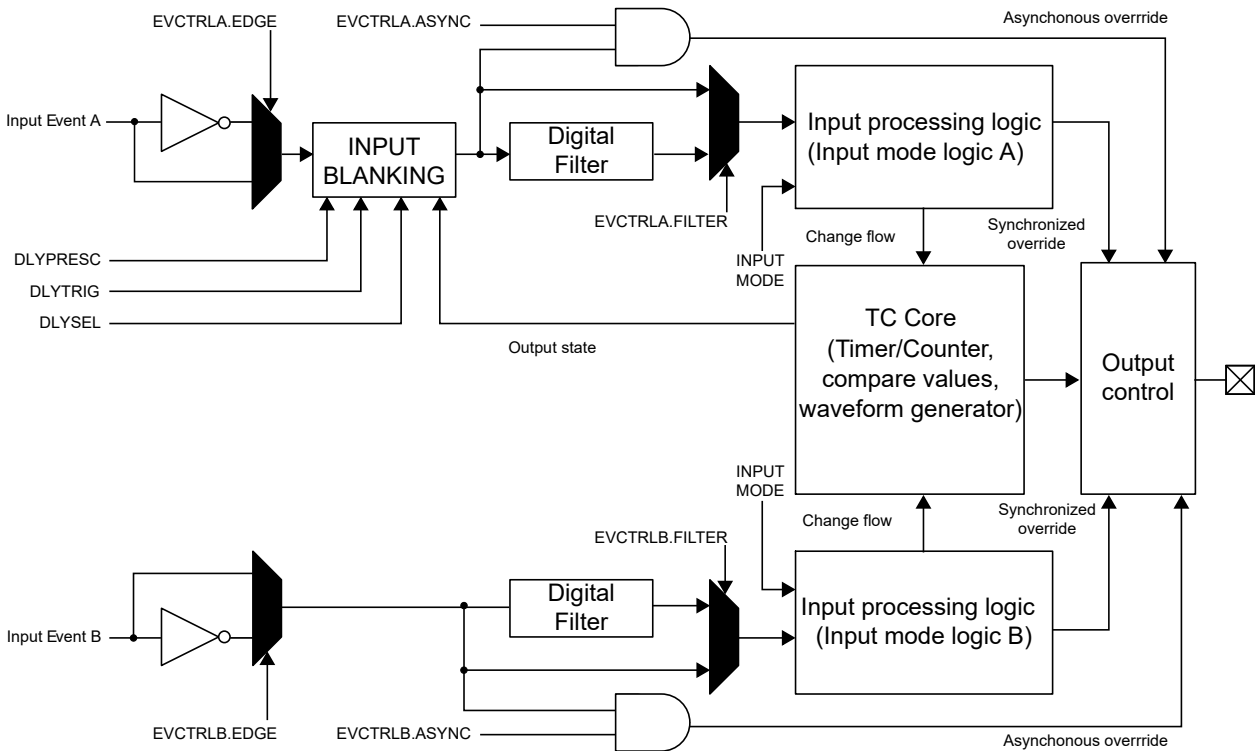 EVCTRLA.EDGE
EVCTRLA.ASYNC
Asynchonous overrride
Input Event A
INPUT
BLANKING
Digital
Filter
Input processing logic
(Input mode logic A)
EVCTRLA.FILTER
DLYPRESC
DLYTRIG
DLYSEL
INPUT
MODE
Change flow
Synchronized
override
Output state
TC Core
(Timer/Counter,
compare values,
waveform generator)
Output
control
INPUT
MODE
Change flow
Synchronized
override
EVCTRLB.FILTER
Input Event B
Digital
Filter
Input processing logic
(Input mode logic B)
EVCTRLB.EDGE
EVCTRLB.ASYNC
Asynchonous overrride